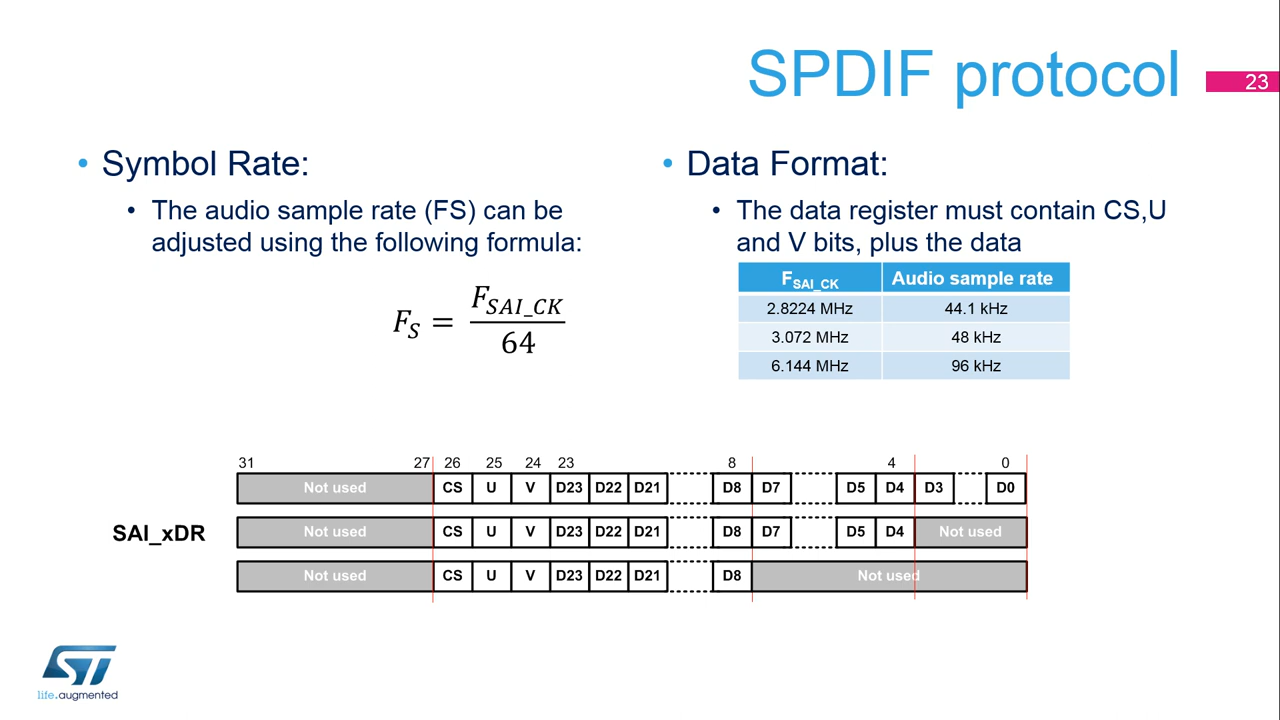 SPDIF protocol
23
• Symbol Rate:
• The audio sample rate (FS) can be
adjusted using the following formula:
F_S = F_{SAI_CK} / 64
• Data Format:
• The data register must contain CS,U
and V bits, plus the data
F_{SAI_CK} Audio sample rate
2.8224 MHz 44.1 kHz
3.072 MHz 48 kHz
6.144 MHz 96 kHz
31 27 26 25 24 23 8 4 0
Not used CS U V D23 D22 D21 D8 D7 D5 D4 D3 D0
SAI_xDR Not used CS U V D23 D22 D21 D8 D7 D5 D4 Not used
Not used CS U V D23 D22 D21 D8 Not used
ST
life.augmented